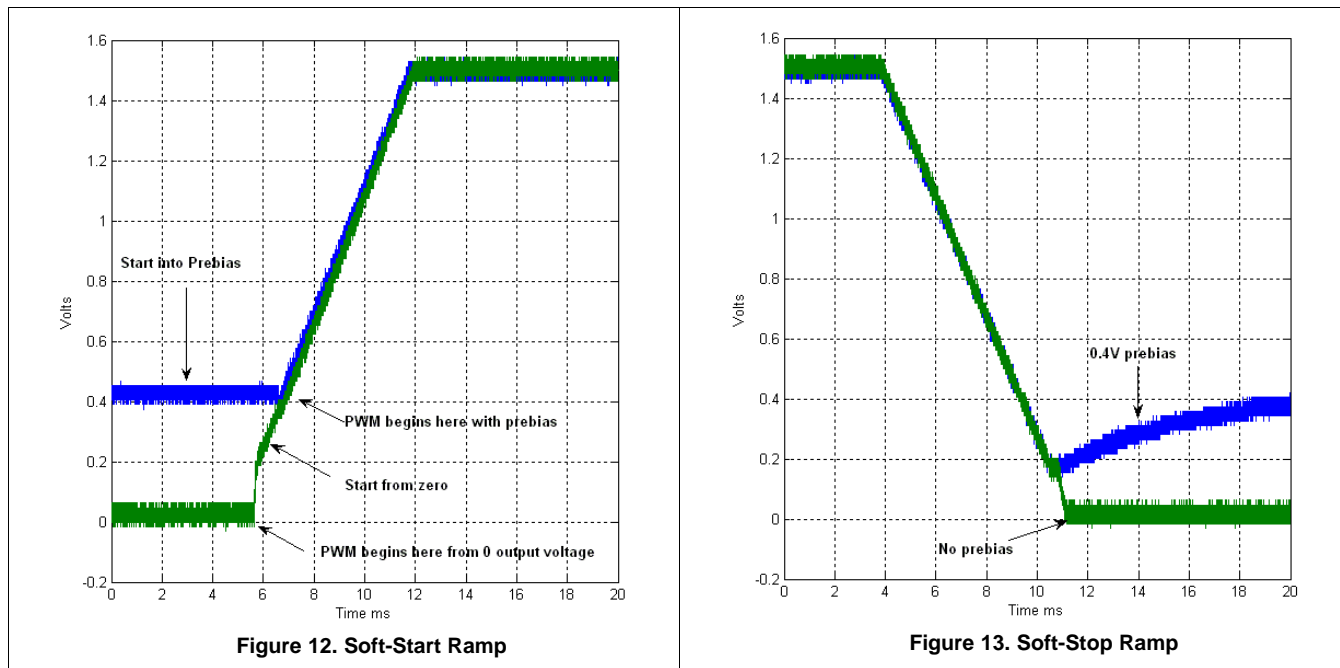 1.6
1.4
1.2
1
0.8
0.6
0.4
0.2
0
-0.2
Volts
Start into Prebias
PWM begins here with prebias
Start from zero
PWM begins here from 0 output voltage
0 2 4 6 8 10 12 14 16 18 20
Time ms
Figure 12. Soft-Start Ramp
1.6
1.4
1.2
1
0.8
0.6
0.4
0.2
0
-0.2
Volts
0.4V prebias
No prebias
0 2 4 6 8 10 12 14 16 18 20
Time ms
Figure 13. Soft-Stop Ramp